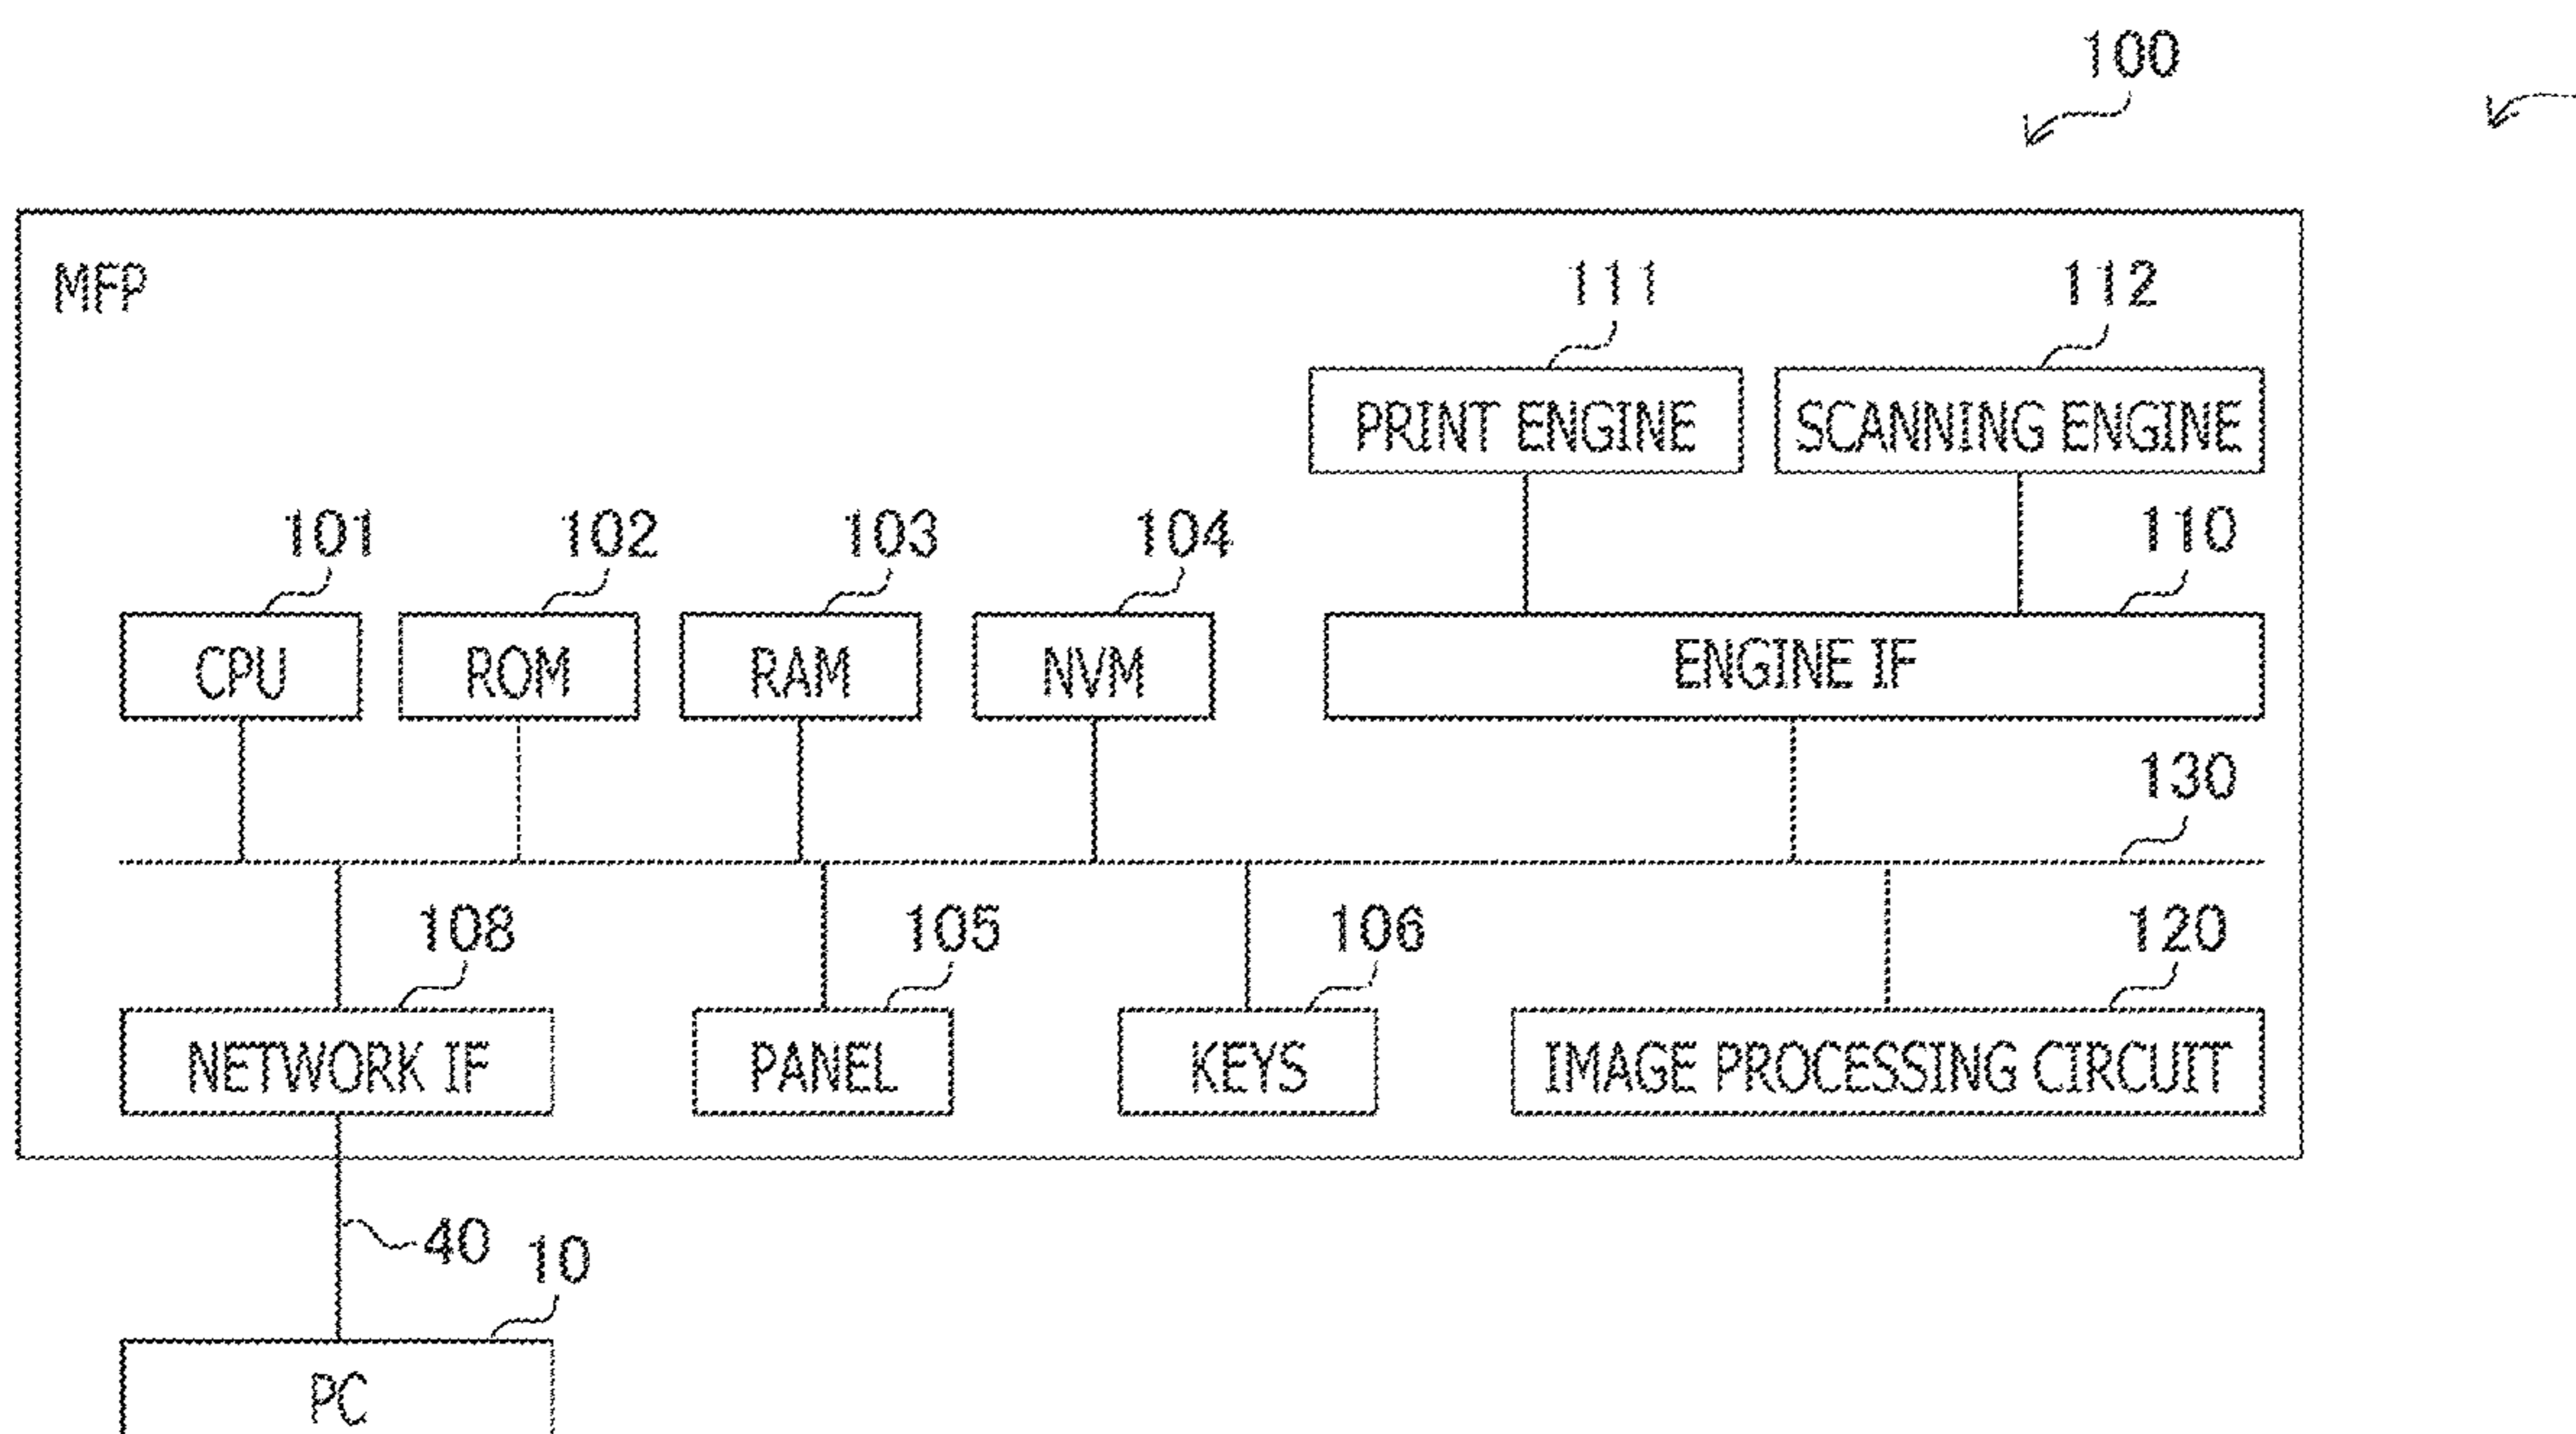 100
MFP
111 112
PRINT ENGINE SCANNING ENGINE
101 102 103 104 110
CPU ROM RAM NVM ENGINE IF
130
108 105 106 120
NETWORK IF PANEL KEYS IMAGE PROCESSING CIRCUIT
40 10
PC